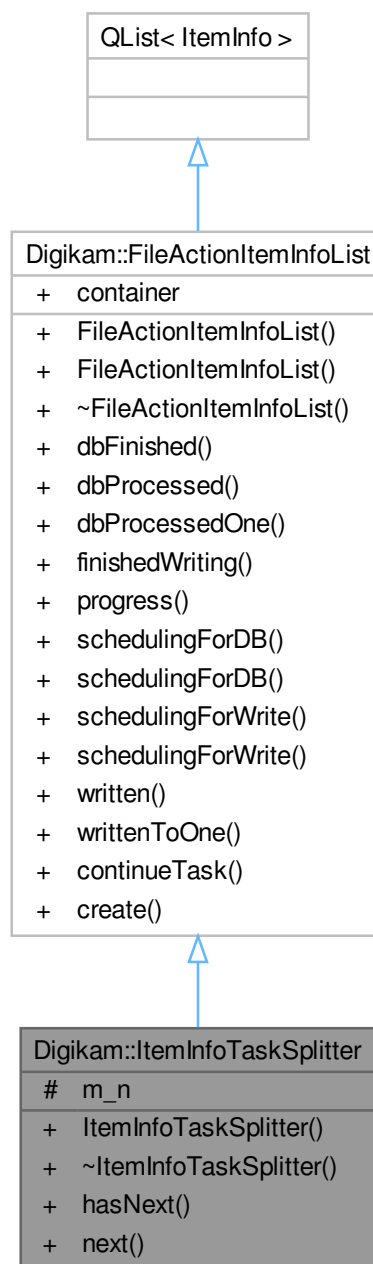 QList< ItemInfo >
Digikam::FileActionItemInfoList
+ container
+ FileActionItemInfoList()
+ FileActionItemInfoList()
+ ~FileActionItemInfoList()
+ dbFinished()
+ dbProcessed()
+ dbProcessedOne()
+ finishedWriting()
+ progress()
+ schedulingForDB()
+ schedulingForDB()
+ schedulingForWrite()
+ schedulingForWrite()
+ written()
+ writtenToOne()
+ continueTask()
+ create()
Digikam::ItemInfoTaskSplitter
# m_n
+ ItemInfoTaskSplitter()
+ ~ItemInfoTaskSplitter()
+ hasNext()
+ next()